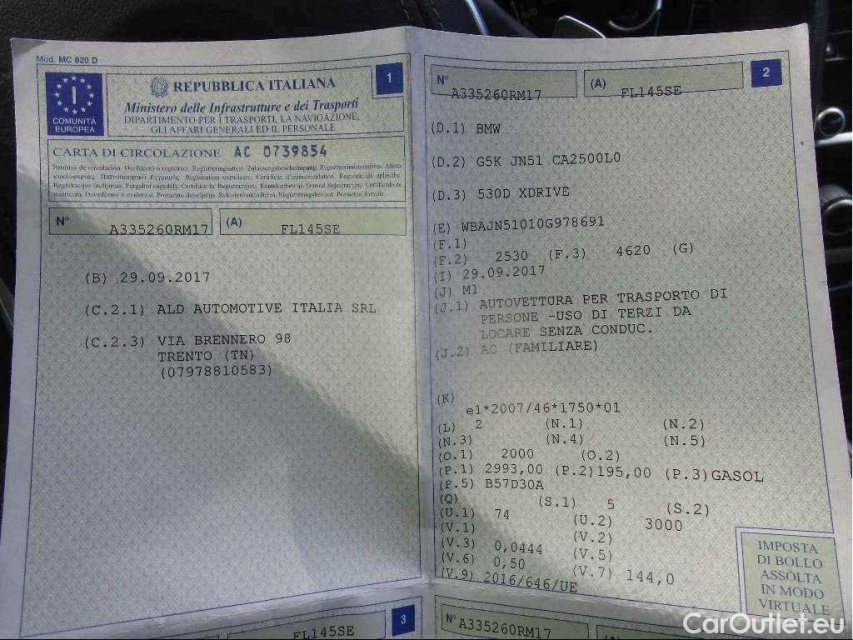 Mod. MC 820 D
1
I
COMUNITÀ
EUROPEA
REPUBBLICA ITALIANA
Ministero delle Infrastrutture e dei Trasporti
DIPARTIMENTO PER I TRASPORTI, LA NAVIGAZIONE,
GLI AFFARI GENERALI ED IL PERSONALE
CARTA DI CIRCOLAZIONE AC 0739854
N° A335260RM17 (A) FL145SE
(B) 29.09.2017
(C.2.1) ALD AUTOMOTIVE ITALIA SRL
(C.2.3) VIA BRENNERO 98
TRENTO (TN)
(07978810583)
2
N° A335260RM17 (A) FL145SE
(D.1) BMW
(D.2) G5K JN51 CA2500L0
(D.3) 530D XDRIVE
(E) WBAJN51010G978691
(F.1)
(F.2) 2530 (F.3) 4620 (G)
(I) 29.09.2017
(J) M1
(J.1) AUTOVETTURA PER TRASPORTO DI
PERSONE -USO DI TERZI DA
LOCARE SENZA CONDUC.
(J.2) AC (FAMILIARE)
(K)
e1*2007/46*1750*01
(L) 2 (N.1) (N.2)
(N.3) (N.4) (N.5)
(O.1) 2000 (O.2)
(P.1) 2993,00 (P.2)195,00 (P.3)GASOL
(P.5) B57D30A
(Q) (S.1) 5 (S.2)
(U.1) 74 (U.2) 3000
(V.1) (V.2)
(V.3) 0,0444 (V.5)
(V.6) 0,50 (V.7) 144,0
(V.9) 2016/646/UE
IMPOSTA
DI BOLLO
ASSOLTA
IN MODO
VIRTUALE
3
FL145SE
N° A335260RM17
CarOutlet.eu